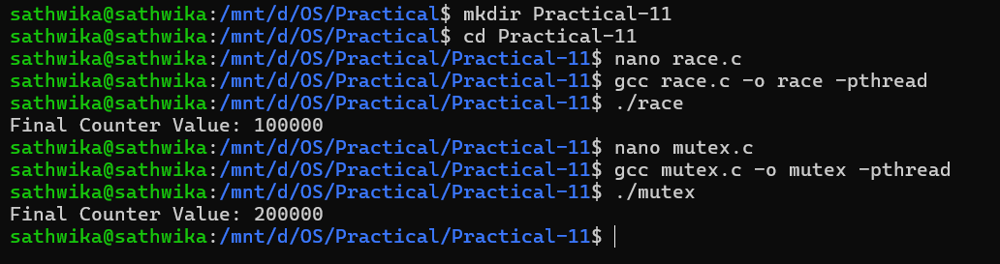 sathwika@sathwika:/mnt/d/OS/Practical$ mkdir Practical-11
sathwika@sathwika:/mnt/d/OS/Practical$ cd Practical-11
sathwika@sathwika:/mnt/d/OS/Practical/Practical-11$ nano race.c
sathwika@sathwika:/mnt/d/OS/Practical/Practical-11$ gcc race.c -o race -pthread
sathwika@sathwika:/mnt/d/OS/Practical/Practical-11$ ./race
Final Counter Value: 100000
sathwika@sathwika:/mnt/d/OS/Practical/Practical-11$ nano mutex.c
sathwika@sathwika:/mnt/d/OS/Practical/Practical-11$ gcc mutex.c -o mutex -pthread
sathwika@sathwika:/mnt/d/OS/Practical/Practical-11$ ./mutex
Final Counter Value: 200000
sathwika@sathwika:/mnt/d/OS/Practical/Practical-11$